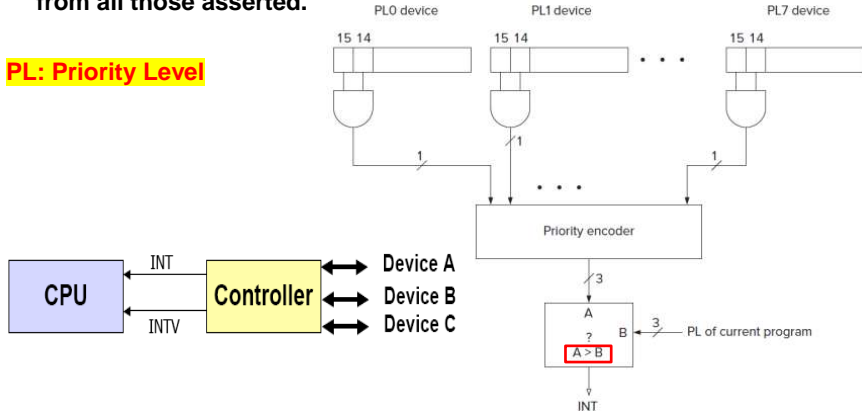 from all those asserted.
PL: Priority Level
PL0 device PL1 device PL7 device
15 14 15 14 15 14
1 1 1
Priority encoder
3
A
?
A > B
B 3 PL of current program
INT
CPU INT INTV Controller Device A
Device B
Device C